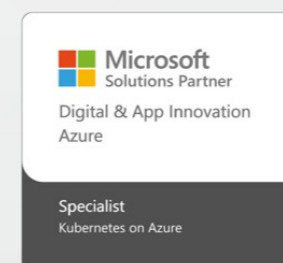 Microsoft
Solutions Partner
Digital & App Innovation
Azure
Specialist
Kubernetes on Azure